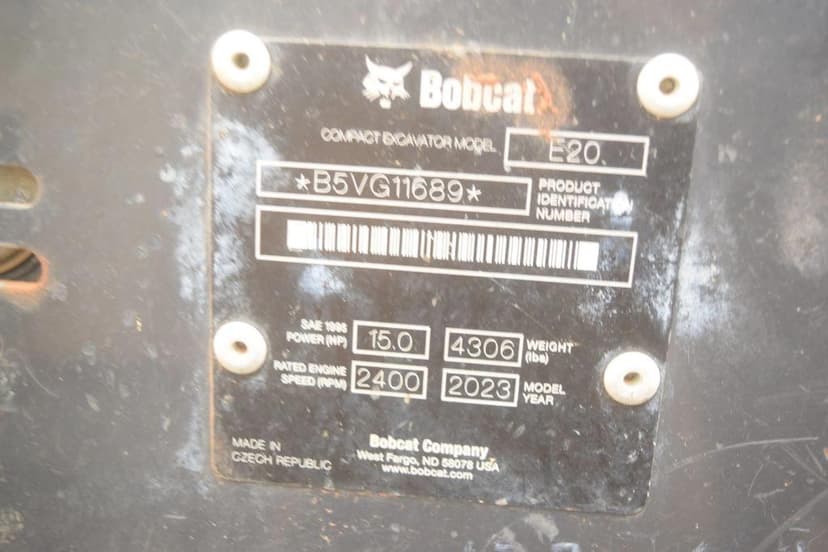 Bobcat
COMPACT EXCAVATOR MODEL E20
*B5VG11689* PRODUCT
IDENTIFICATION
NUMBER
SAE 1995
POWER (HP) 15.0 4306 WEIGHT
(lbs)
RATED ENGINE
SPEED (RPM) 2400 2023 MODEL
YEAR
MADE IN
CZECH REPUBLIC
Bobcat Company
West Fargo, ND 58078 USA
www.bobcat.com